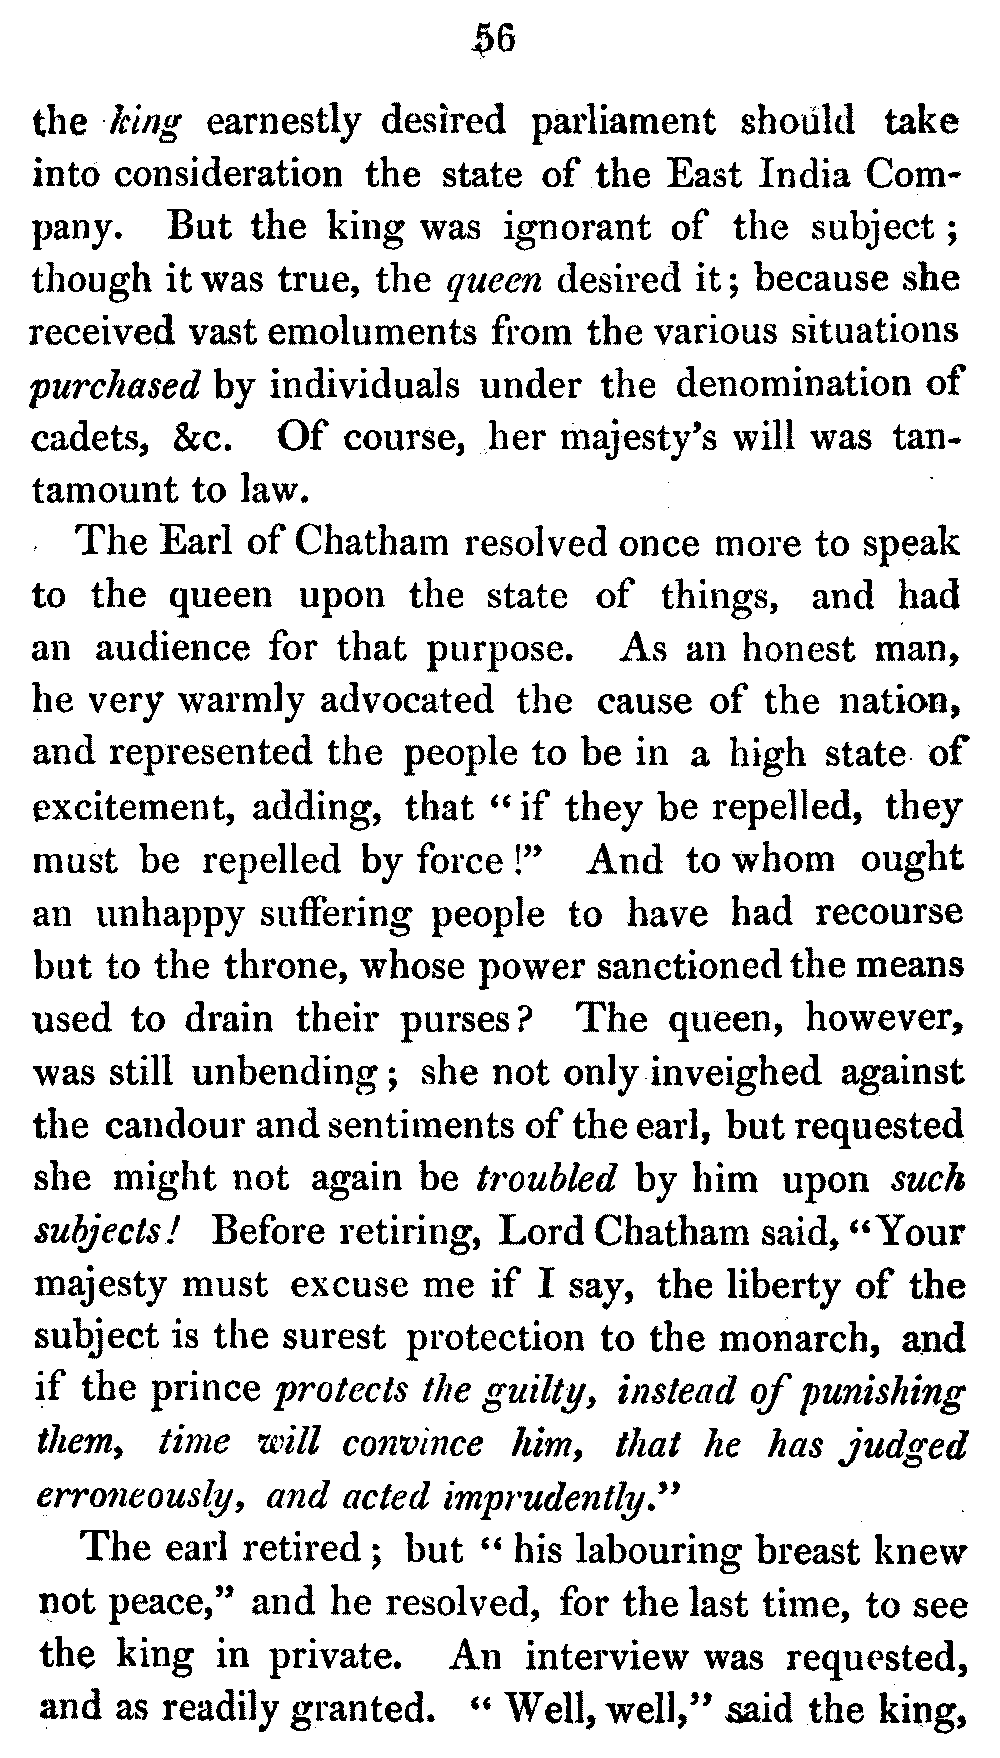 56
the king earnestly desired parliament should take
into consideration the state of the East India Com-
pany. But the king was ignorant of the subject ;
though it was true, the queen desired it ; because she
received vast emoluments from the various situations
purchased by individuals under the denomination of
cadets, &c. Of course, her majesty's will was tan-
tamount to law.
The Earl of Chatham resolved once more to speak
to the queen upon the state of things, and had
an audience for that purpose. As an honest man,
he very warmly advocated the cause of the nation,
and represented the people to be in a high state of
excitement, adding, that “ if they be repelled, they
must be repelled by force !” And to whom ought
an unhappy suffering people to have had recourse
but to the throne, whose power sanctioned the means
used to drain their purses ? The queen, however,
was still unbending ; she not only inveighed against
the candour and sentiments of the earl, but requested
she might not again be troubled by him upon such
subjects ! Before retiring, Lord Chatham said, “Your
majesty must excuse me if I say, the liberty of the
subject is the surest protection to the monarch, and
if the prince protects the guilty, instead of punishing
them, time will convince him, that he has judged
erroneously, and acted imprudently.”
The earl retired ; but “ his labouring breast knew
not peace,” and he resolved, for the last time, to see
the king in private. An interview was requested,
and as readily granted. “ Well, well,” said the king,